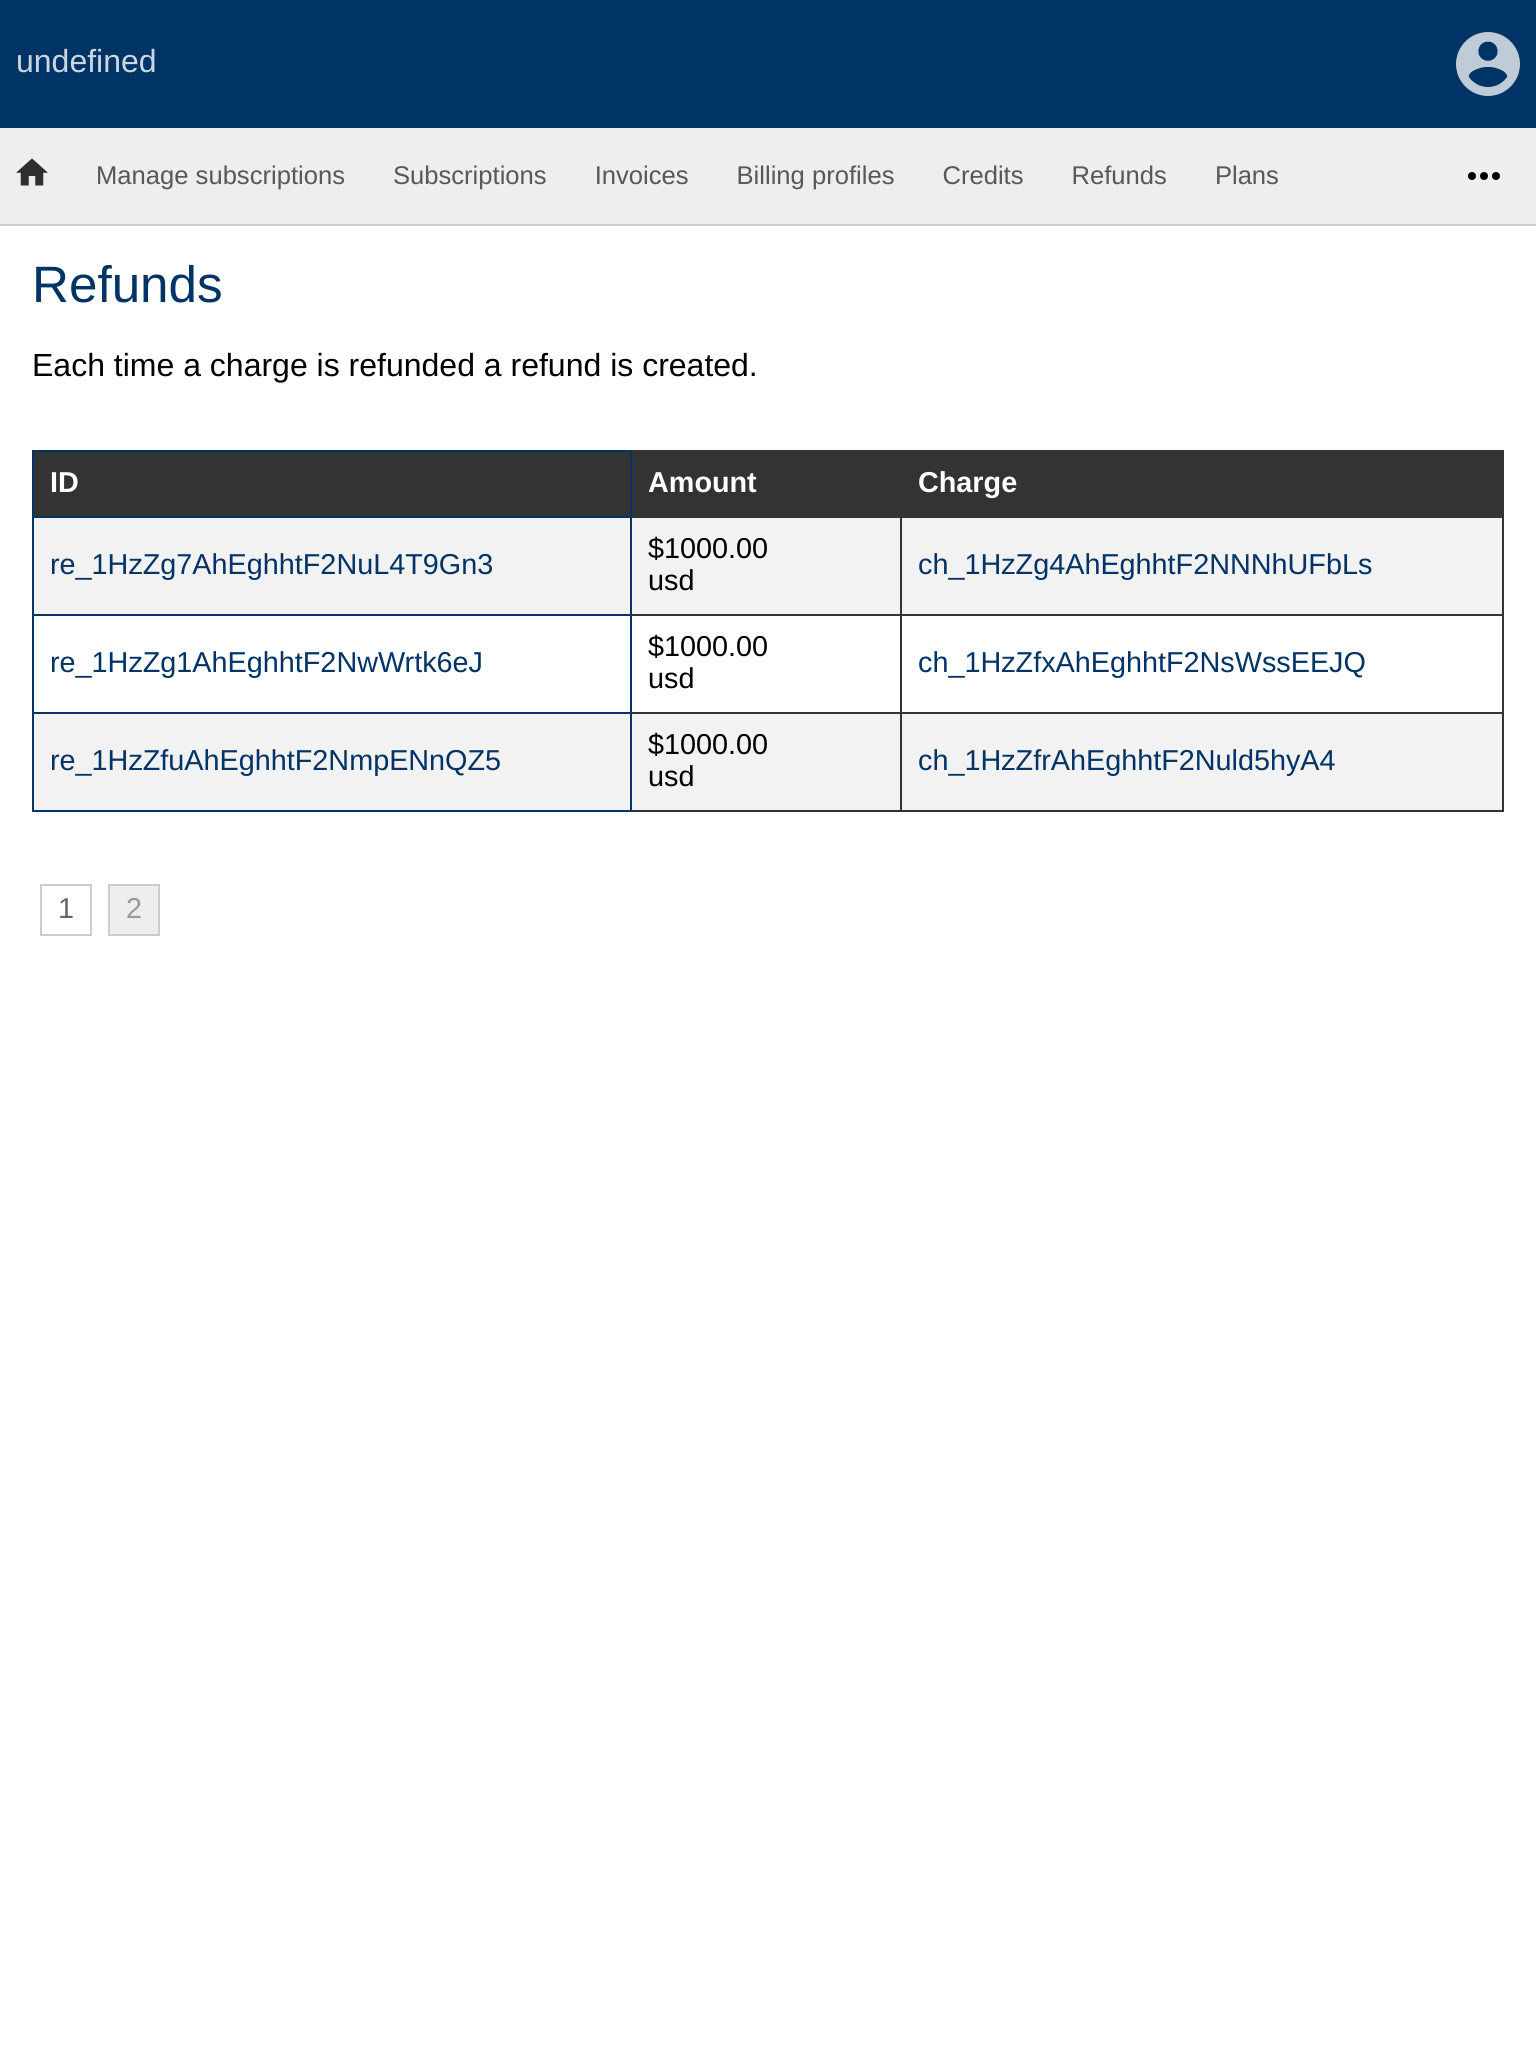 undefined
Manage subscriptions Subscriptions Invoices Billing profiles Credits Refunds Plans
Refunds
Each time a charge is refunded a refund is created.
ID Amount Charge
re_1HzZg7AhEghhtF2NuL4T9Gn3 $1000.00 usd ch_1HzZg4AhEghhtF2NNNhUFbLs
re_1HzZg1AhEghhtF2NwWrtk6eJ $1000.00 usd ch_1HzZfxAhEghhtF2NsWssEEJQ
re_1HzZfuAhEghhtF2NmpENnQZ5 $1000.00 usd ch_1HzZfrAhEghhtF2Nuld5hyA4
1 2